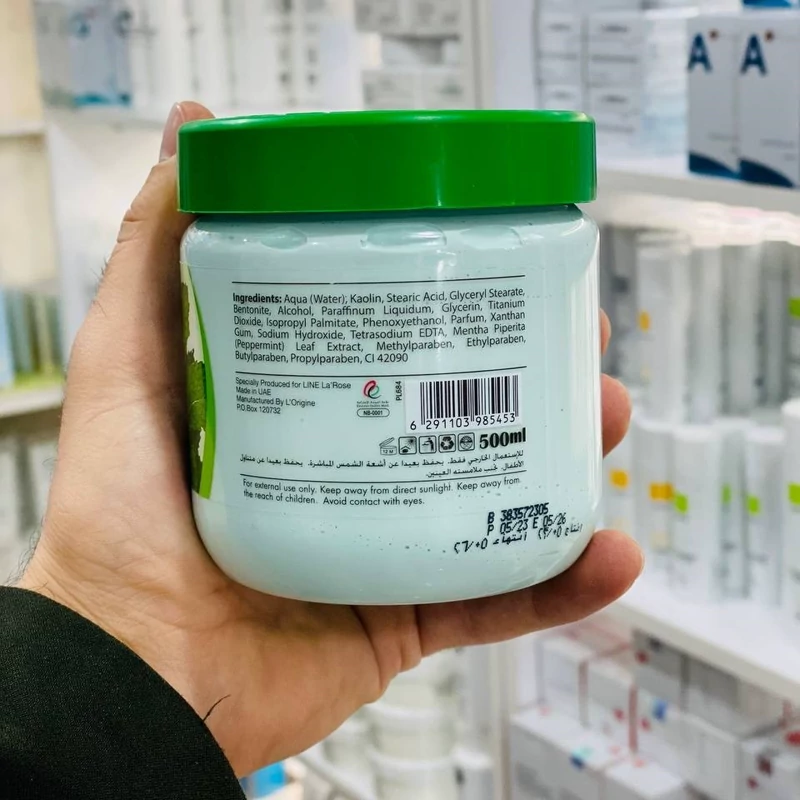 A
A
Ingredients: Aqua (Water), Kaolin, Stearic Acid, Glyceryl Stearate,
Bentonite, Alcohol, Paraffinum Liquidum, Glycerin, Titanium
Dioxide, Isopropyl Palmitate, Phenoxyethanol, Parfum, Xanthan
Gum, Sodium Hydroxide, Tetrasodium EDTA, Mentha Piperita
(Peppermint) Leaf Extract, Methylparaben, Ethylparaben,
Butylparaben, Propylparaben, CI 42090
Specially Produced for LINE La'Rose
Made in UAE
Manufactured By L'Origine
P.O.Box 120732
NB-0001
PL684
6 291103 985453
12 M
500ml
للإستعمال الخارجي فقط. يحفظ بعيدا عن أشعة الشمس المباشرة. يحفظ بعيدا عن متناول
الأطفال. تجنب ملامسته العينين.
For external use only. Keep away from direct sunlight. Keep away from
the reach of children. Avoid contact with eyes.
B 383572305
P 05/23 E 05/26